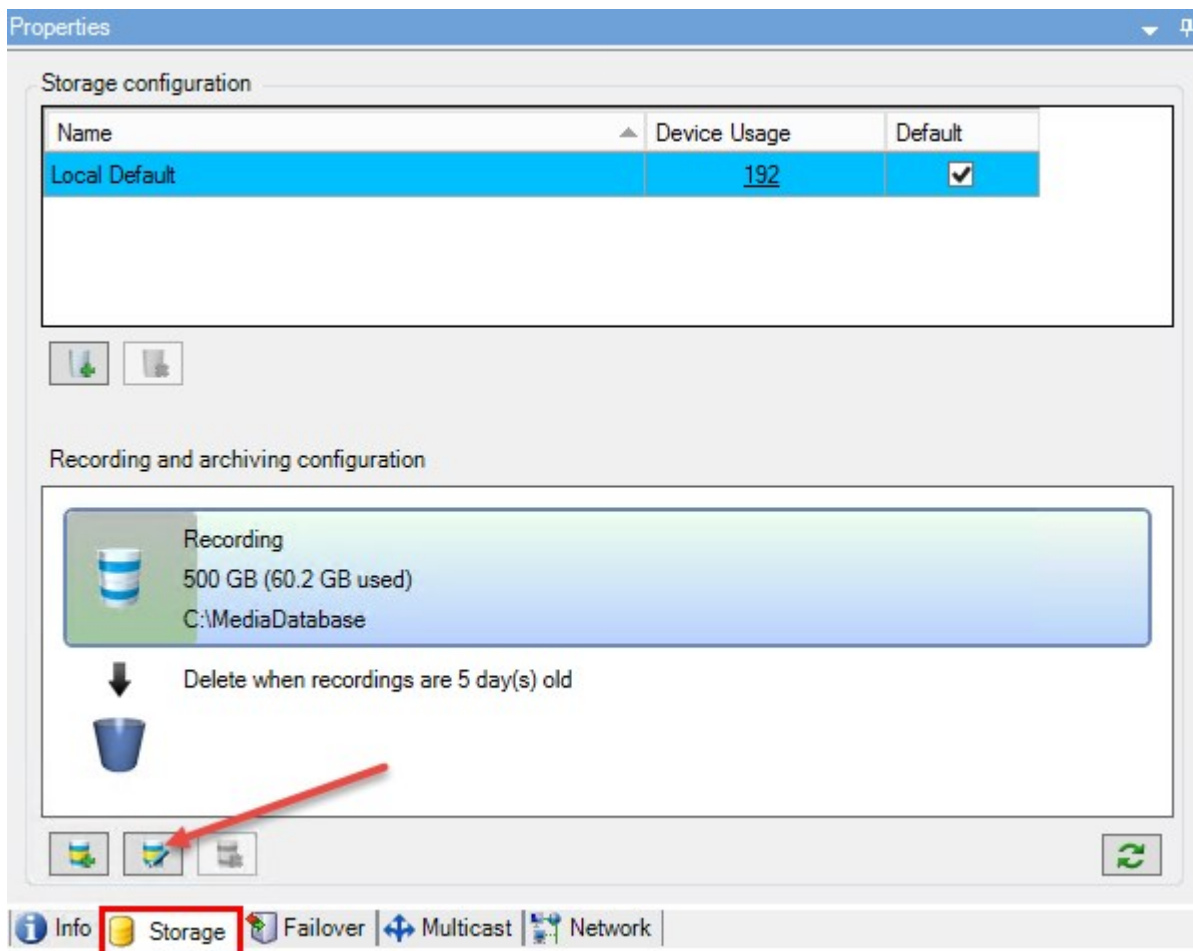 Properties
Storage configuration
Name Device Usage Default
Local Default 192
Recording and archiving configuration
Recording
500 GB (60.2 GB used)
C:\MediaDatabase
Delete when recordings are 5 day(s) old
Info Storage Failover Multicast Network